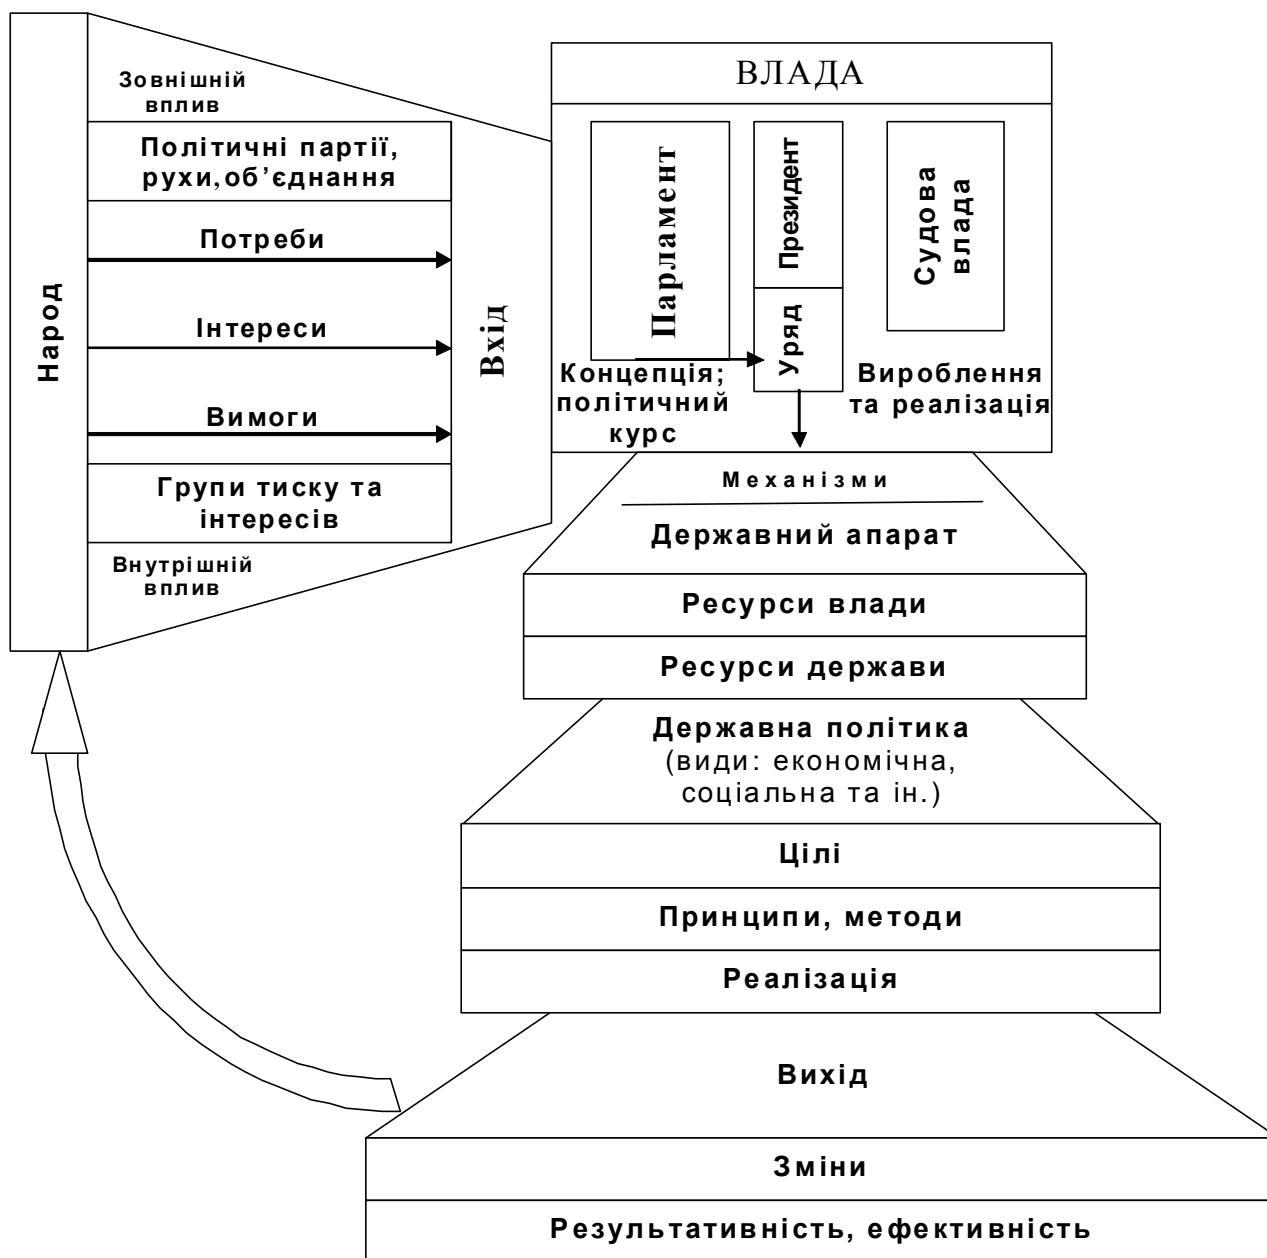 Народ
Зовнішній
вплив
Політичні партії,
рухи,об’єднання
Потреби
Інтереси
Вимоги
Групи тиску та
інтересів
Внутрішній
вплив
Вхід
ВЛАДА
Парламент
Президент
Уряд
Судова
влада
Концепція;
політичний
курс
Вироблення
та реалізація
Механізми
Державний апарат
Ресурси влади
Ресурси держави
Державна політика
(види: економічна,
соціальна та ін.)
Цілі
Принципи, методи
Реалізація
Вихід
Зміни
Результативність, ефективність